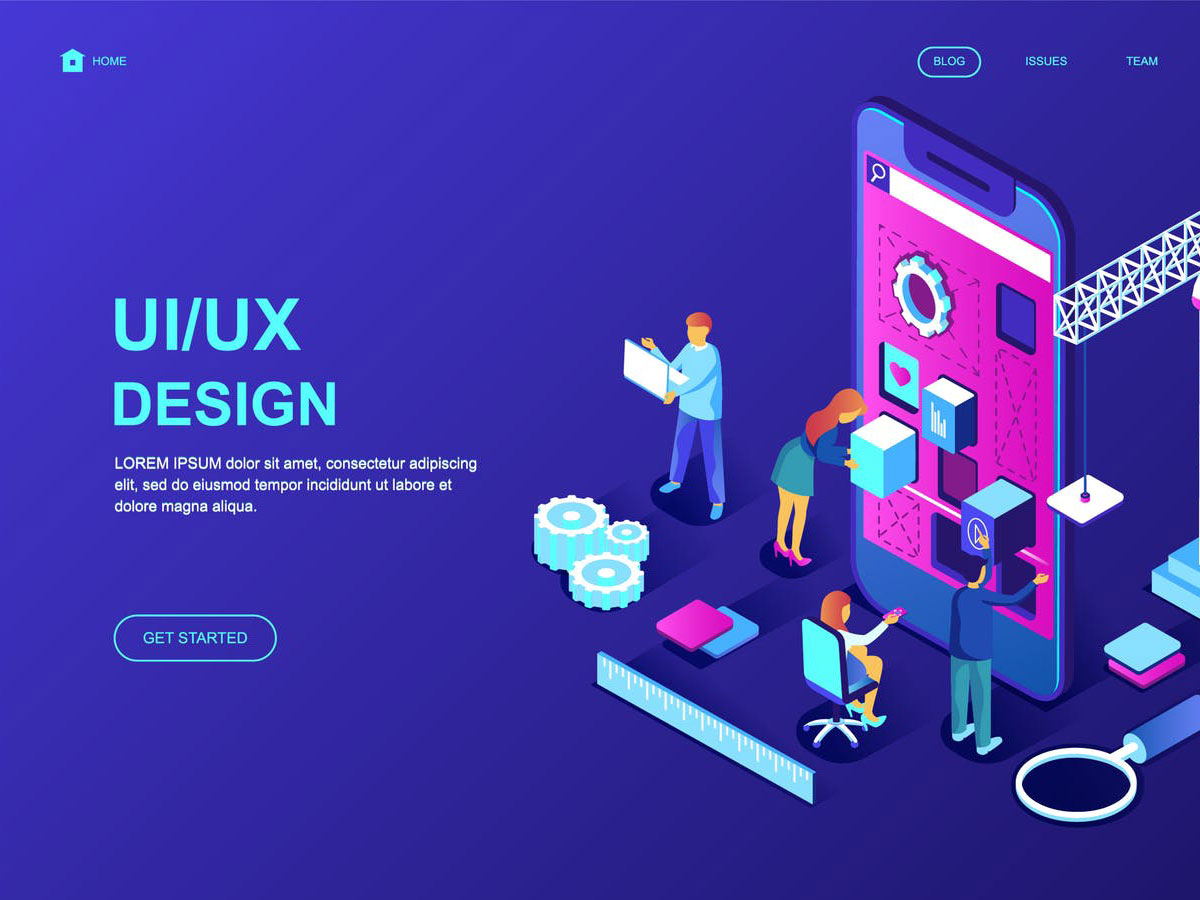 HOME
BLOG
ISSUES
TEAM
UI/UX
DESIGN
LOREM IPSUM dolor sit amet, consectetur adipiscing
elit, sed do eiusmod tempor incididunt ut labore et
dolore magna aliqua.
GET STARTED